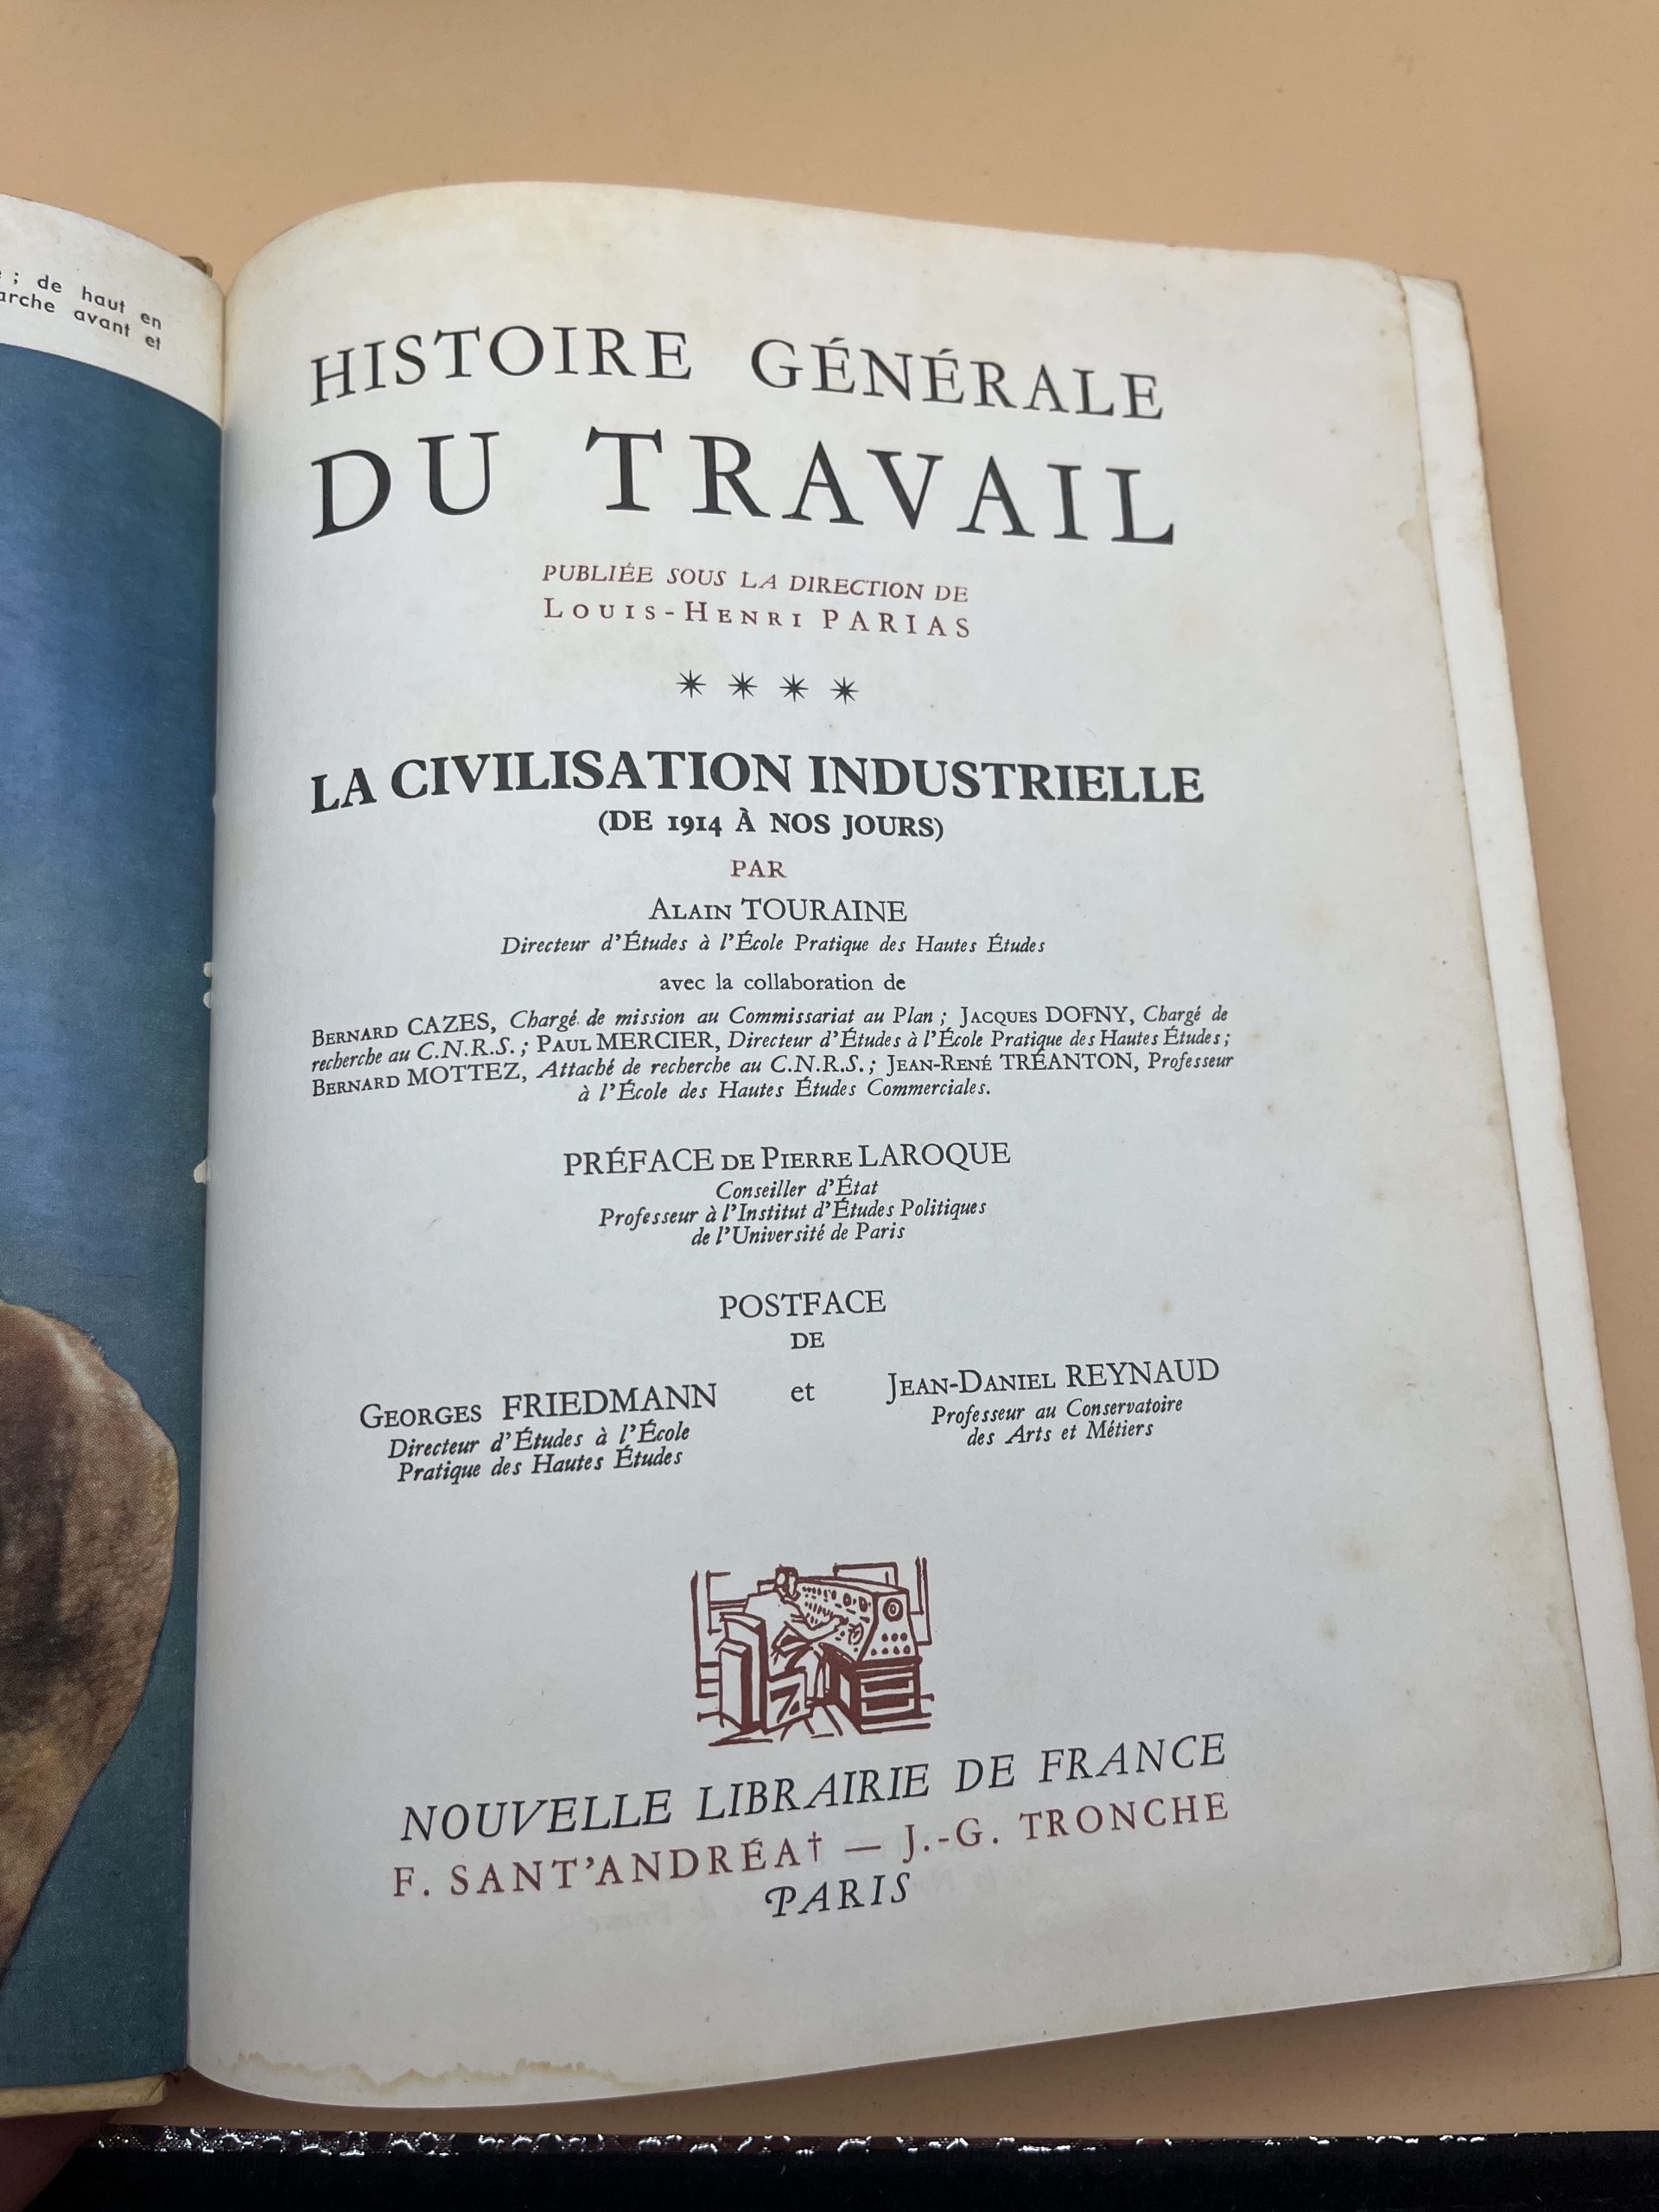 ; de haut en
arche avant et
HISTOIRE GÉNÉRALE
DU TRAVAIL
PUBLIÉE SOUS LA DIRECTION DE
LOUIS-HENRI PARIAS
✴ ✴ ✴ ✴
LA CIVILISATION INDUSTRIELLE
(DE 1914 À NOS JOURS)
PAR
ALAIN TOURAINE
Directeur d'Études à l'École Pratique des Hautes Études
avec la collaboration de
BERNARD CAZES, Chargé de mission au Commissariat au Plan ; JACQUES DOFNY, Chargé de
recherche au C.N.R.S. ; PAUL MERCIER, Directeur d'Études à l'École Pratique des Hautes Études ;
BERNARD MOTTEZ, Attaché de recherche au C.N.R.S. ; JEAN-RENÉ TRÉANTON, Professeur
à l'École des Hautes Études Commerciales.
PRÉFACE DE PIERRE LAROQUE
Conseiller d'État
Professeur à l'Institut d'Études Politiques
de l'Université de Paris
POSTFACE
DE
GEORGES FRIEDMANN et JEAN-DANIEL REYNAUD
Directeur d'Études à l'École
Pratique des Hautes Études
Professeur au Conservatoire
des Arts et Métiers
NOUVELLE LIBRAIRIE DE FRANCE
F. SANT'ANDRÉA† — J.-G. TRONCHE
PARIS